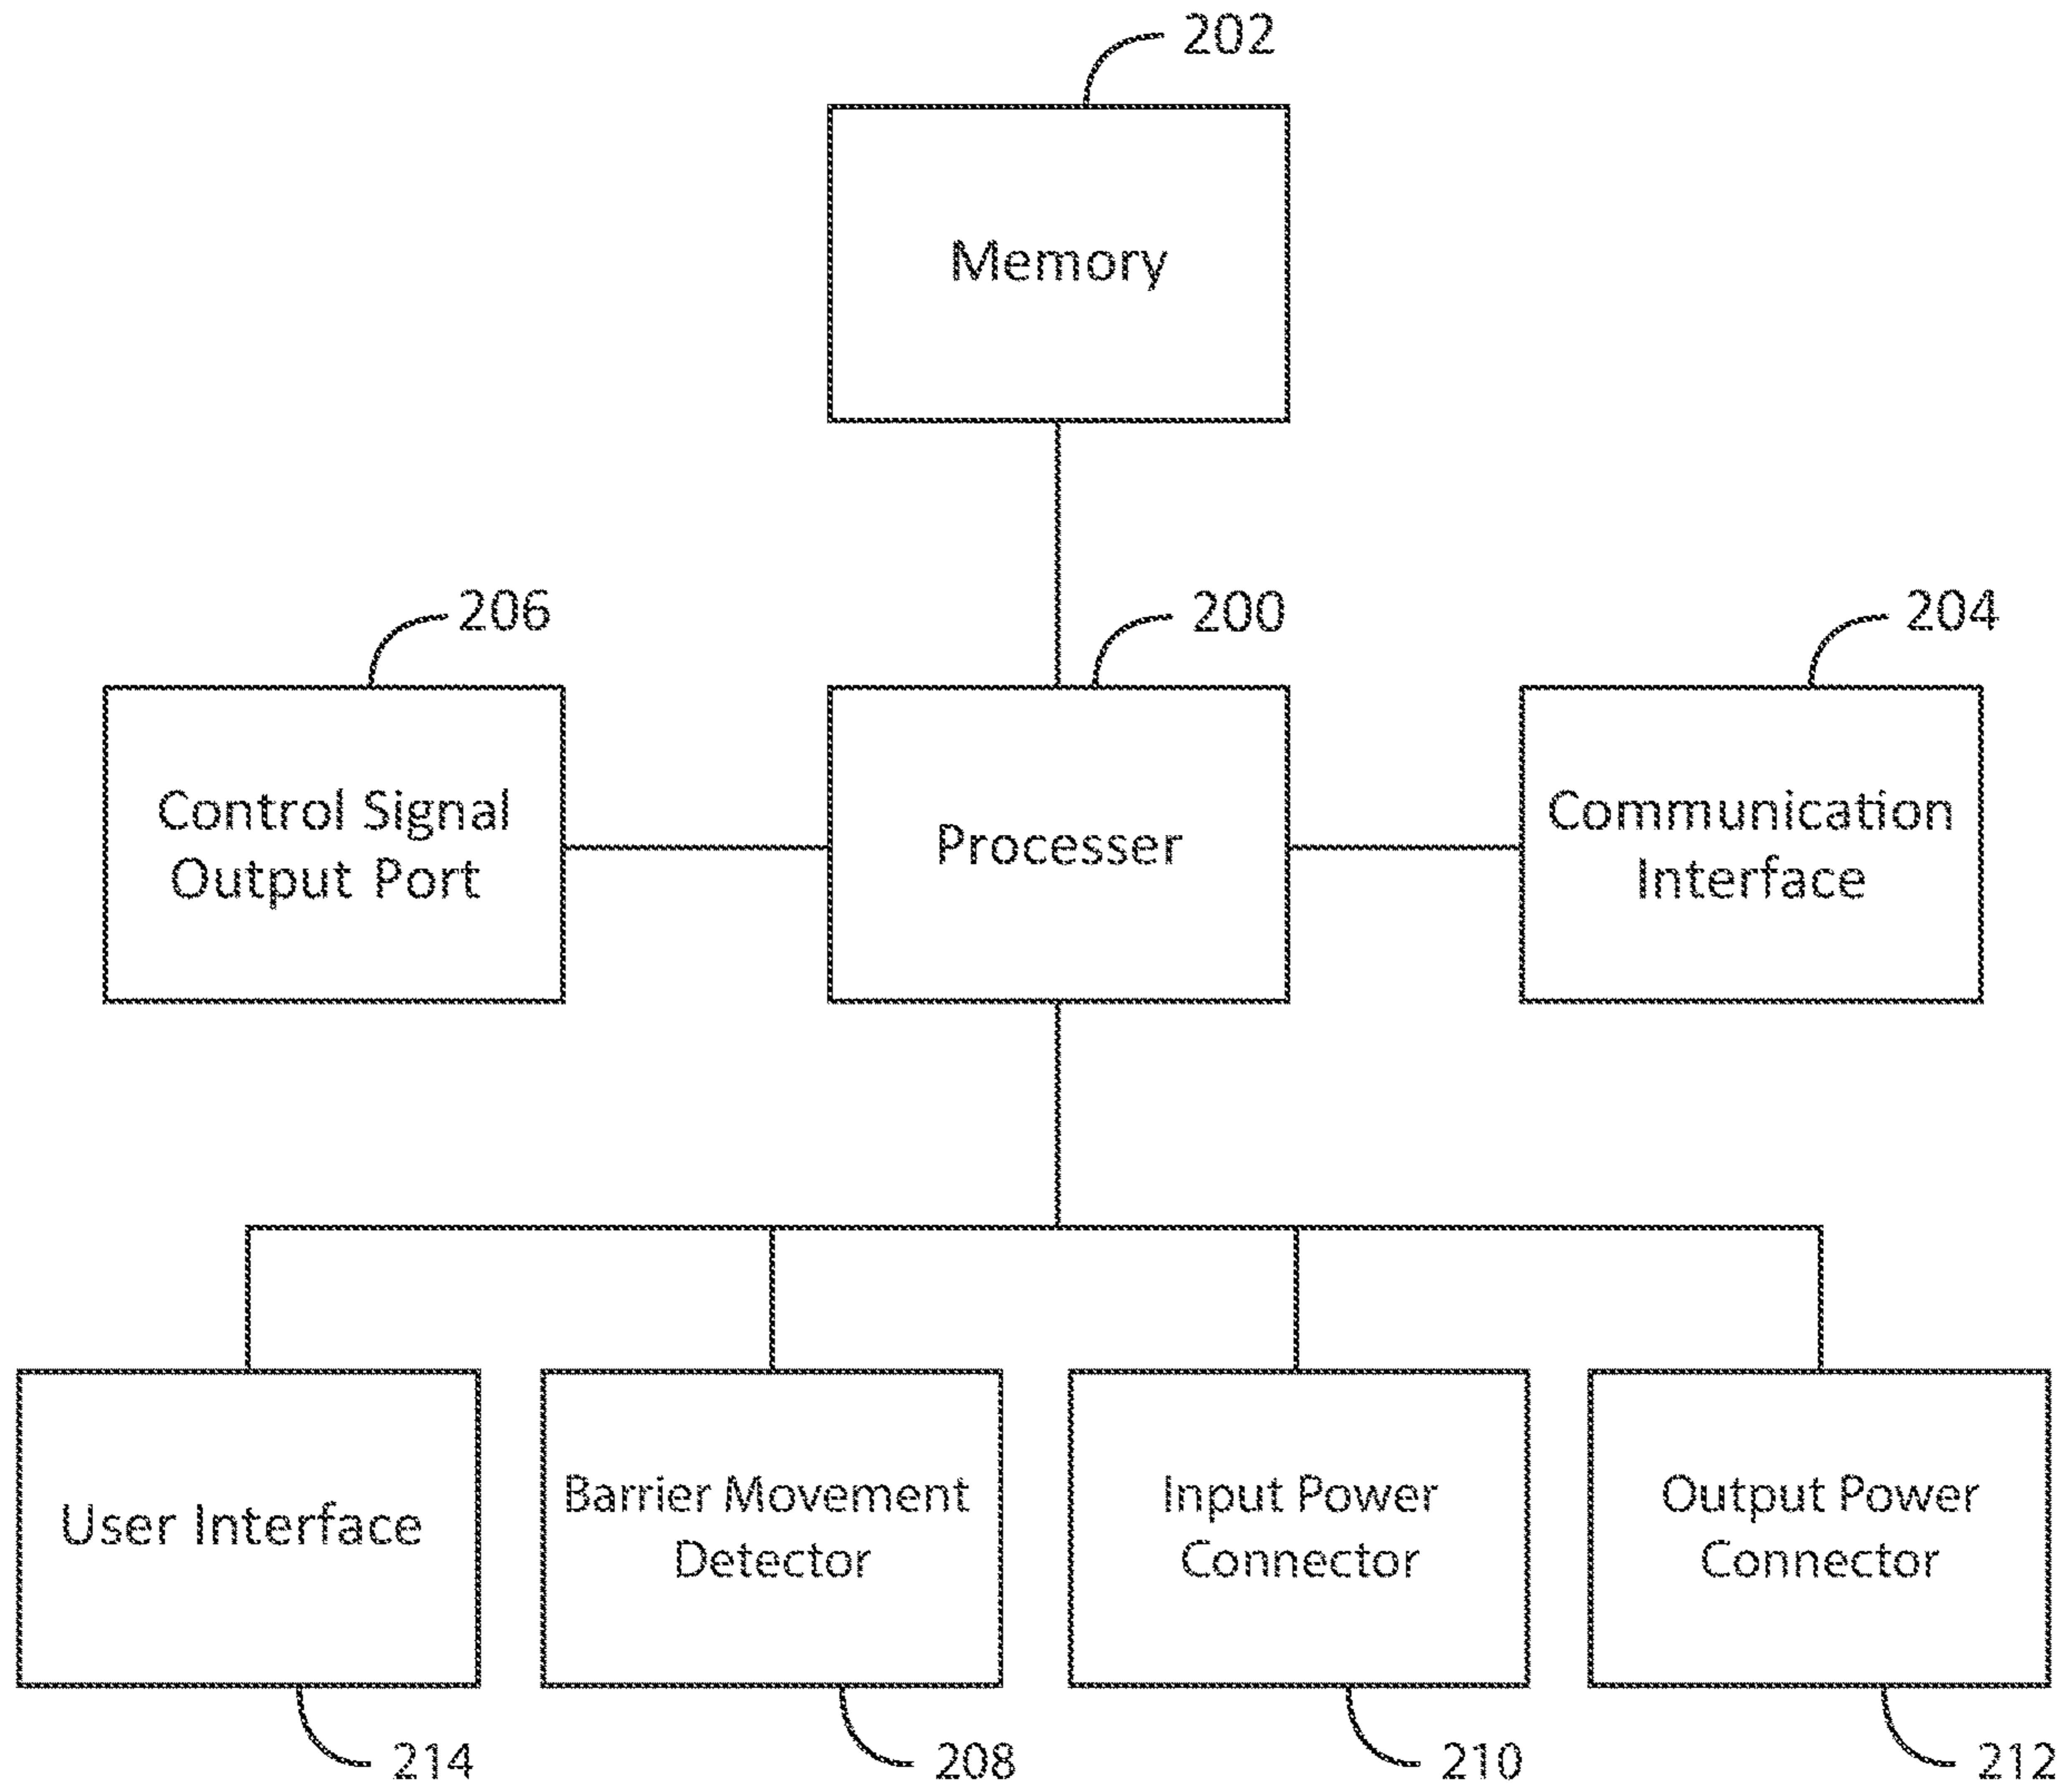 202
Memory
206
200
204
Control Signal
Output Port
Processer
Communication
Interface
User Interface
Barrier Movement
Detector
Input Power
Connector
Output Power
Connector
214
208
210
212